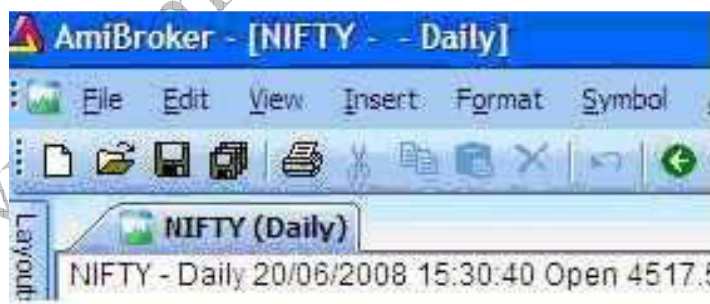 AmiBroker - [NIFTY - - Daily]
File Edit View Insert Format Symbol
NIFTY (Daily)
Layout
NIFTY - Daily 20/06/2008 15:30:40 Open 4517.5